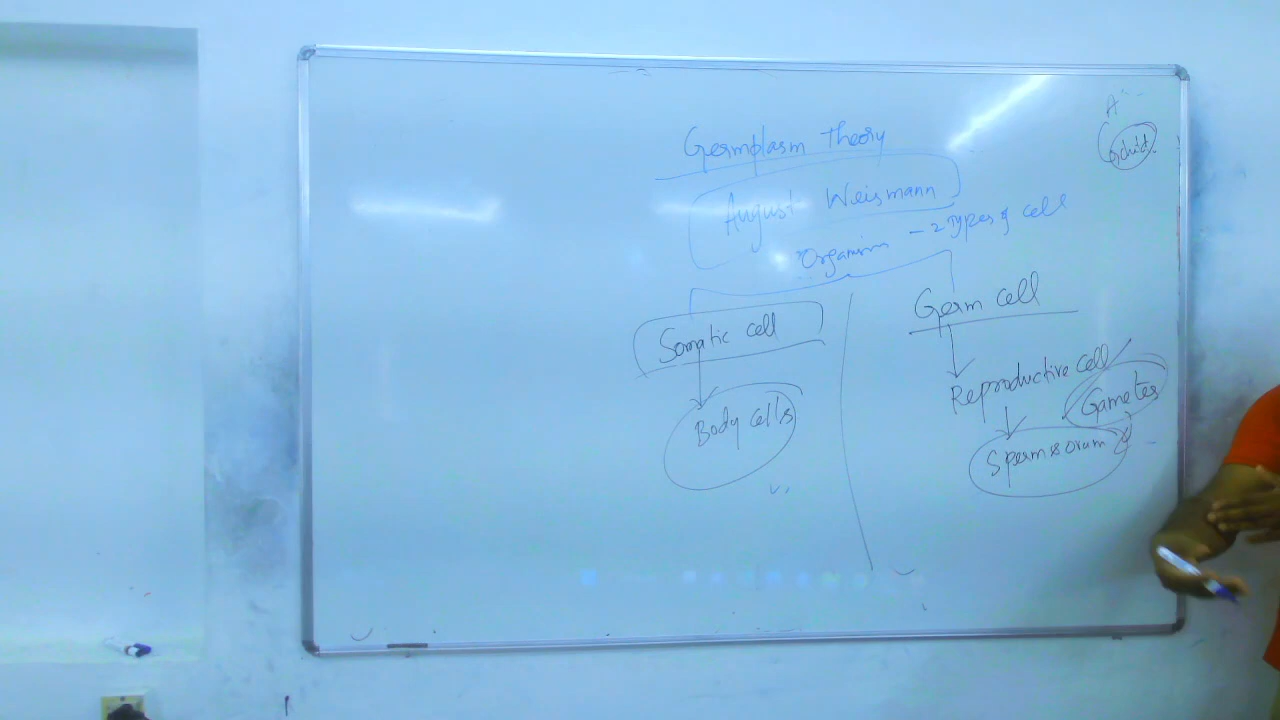 Germplasm Theory
August Weismann
Organism - 2 Types of cell
Somatic cell
Body cells
Germ cell
Reproductive cell
Gametes
Sperm & ovum